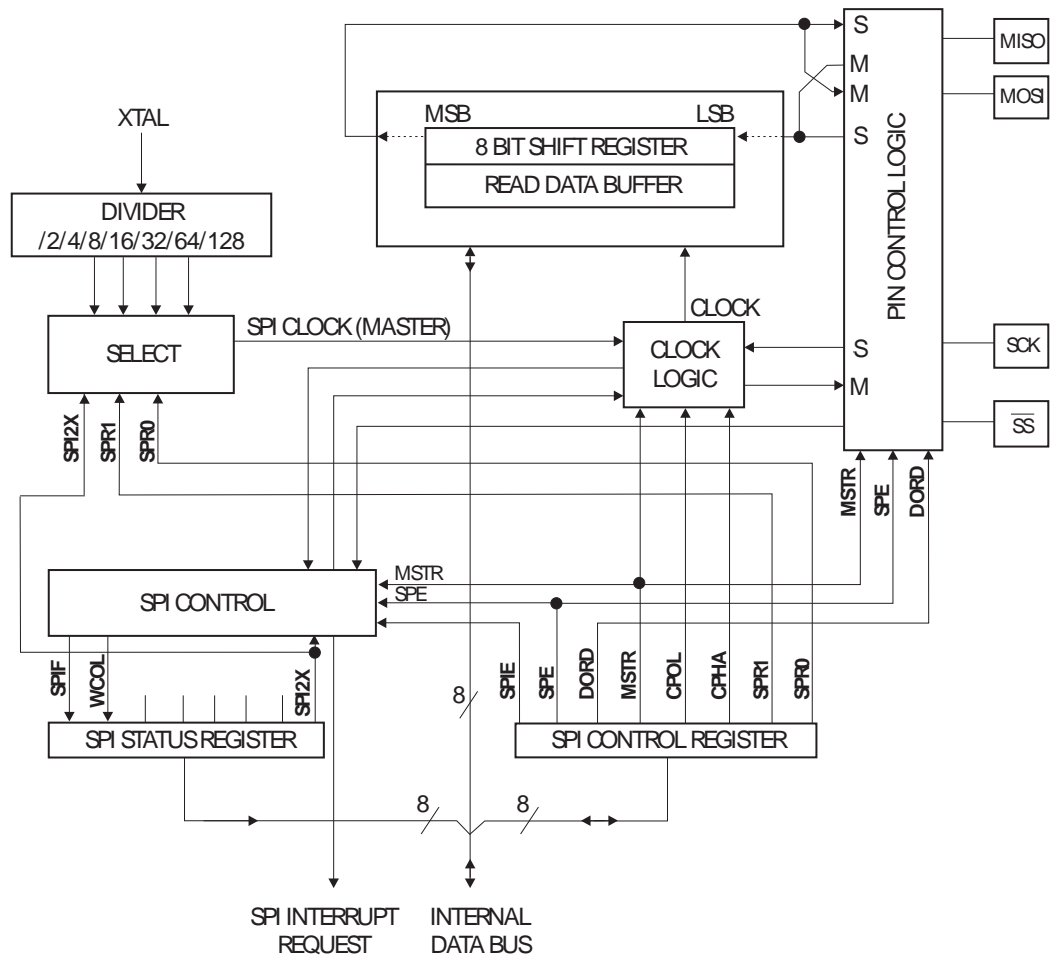 S
MISO
M
M
MOSI
MSB
LSB
XTAL
8 BIT SHIFT REGISTER
S
READ DATA BUFFER
DIVIDER
/2/4/8/16/32/64/128
PIN CONTROL LOGIC
CLOCK
SPI CLOCK (MASTER)
SELECT
CLOCK
LOGIC
S
SCK
M
SS
SPI2X
SPR1
SPR0
MSTR
SPE
DORD
MSTR
SPE
SPI CONTROL
SPIF
WCOL
SPI2X
SPIE
SPE
DORD
MSTR
CPOL
CPHA
SPR1
SPR0
8
SPI STATUS REGISTER
SPI CONTROL REGISTER
8
8
SPI INTERRUPT
REQUEST
INTERNAL
DATA BUS